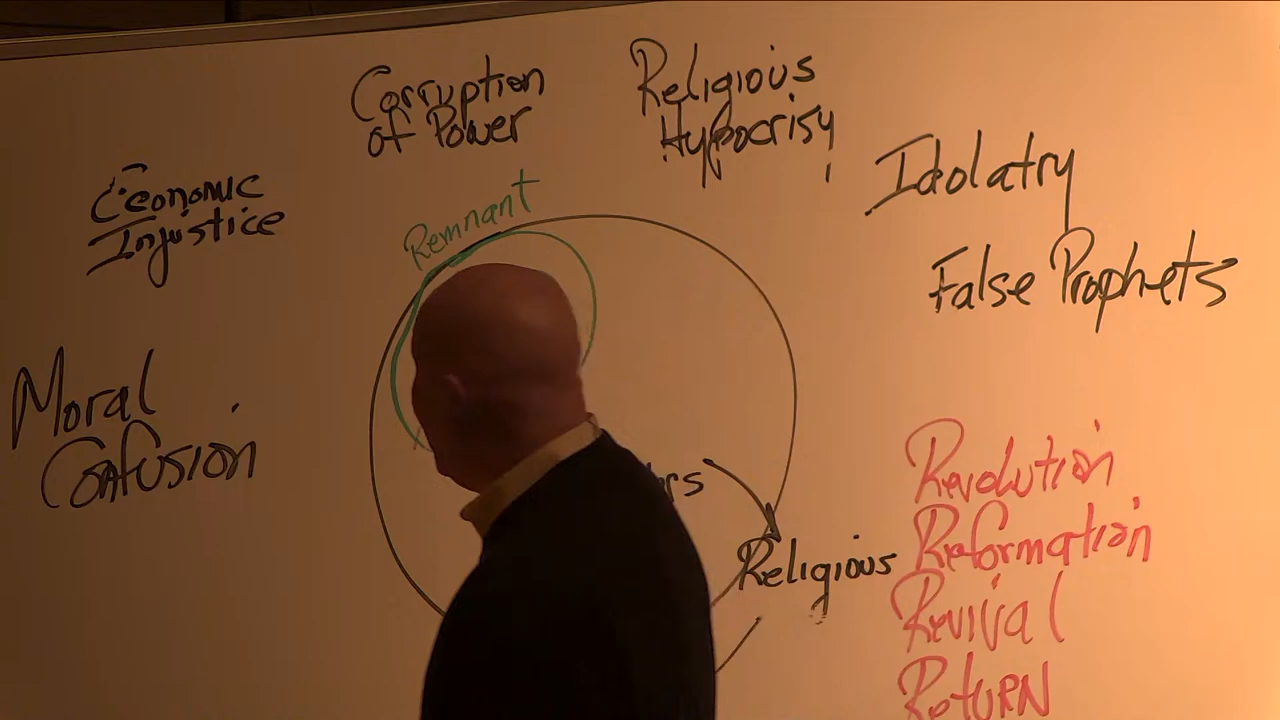 Corruption
of Power
Religious
Hypocrisy
Idolatry
Economic
Injustice
Remnant
False Prophets
Moral
Confusion
Revolution
Religious
Reformation
Revival
Return